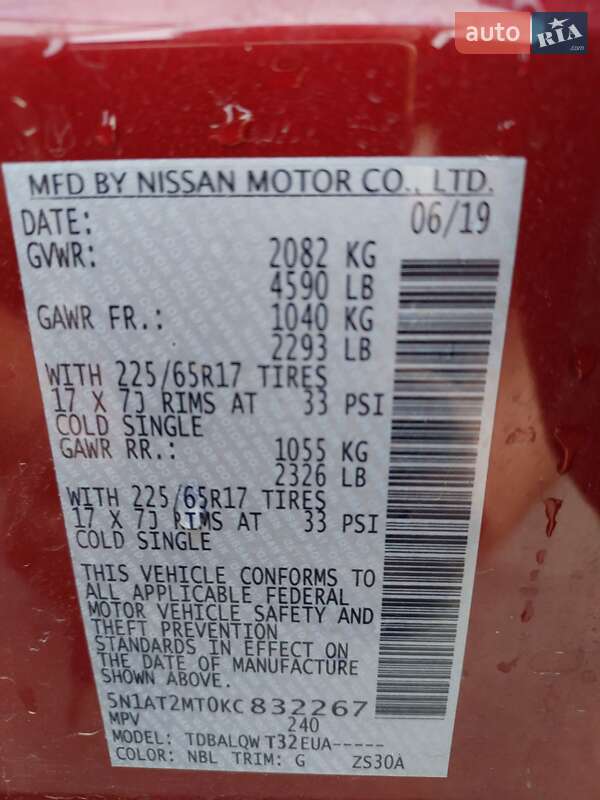 auto RIA.com
MFD BY NISSAN MOTOR CO., LTD.
DATE: 06/19
GVWR: 2082 KG
4590 LB
GAWR FR.: 1040 KG
2293 LB
WITH 225/65R17 TIRES
17 X 7J RIMS AT 33 PSI
COLD SINGLE
GAWR RR.: 1055 KG
2326 LB
WITH 225/65R17 TIRES
17 X 7J RIMS AT 33 PSI
COLD SINGLE
THIS VEHICLE CONFORMS TO
ALL APPLICABLE FEDERAL
MOTOR VEHICLE SAFETY AND
THEFT PREVENTION
STANDARDS IN EFFECT ON
THE DATE OF MANUFACTURE
SHOWN ABOVE.
5N1AT2MT0KC832267
MPV 240
MODEL: TDBALQWT32EUA-----
COLOR: NBL TRIM: G ZS30A